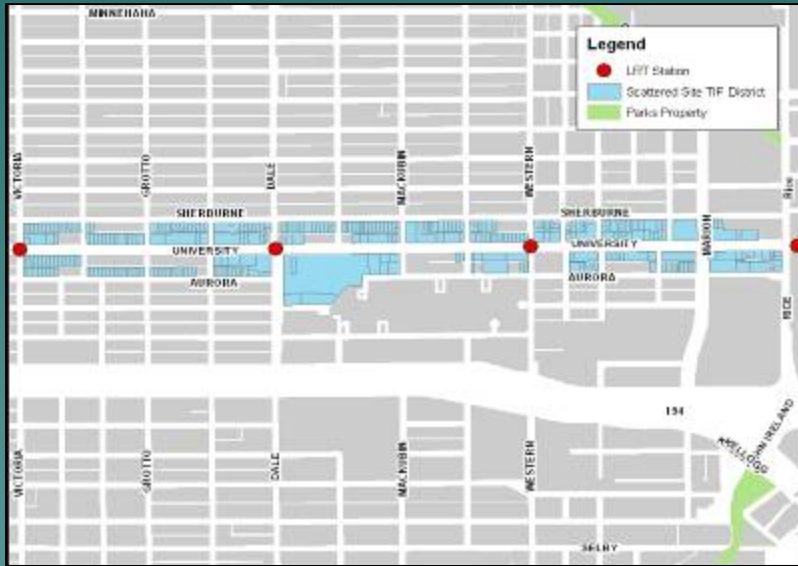 MINNEHAHA
Legend
LRT Station
Scattered Site TIF District
Parks Property
VICTORIA
GROTTO
DALE
MACKUBIN
WESTERN
Rice
SHERBURNE
SHERBURNE
MARION
UNIVERSITY
UNIVERSITY
AURORA
AURORA
RICE
I 94
JOHN IRELAND
KELLOGG
VICTORIA
GROTTO
DALE
MACKUBIN
WESTERN
SELBY